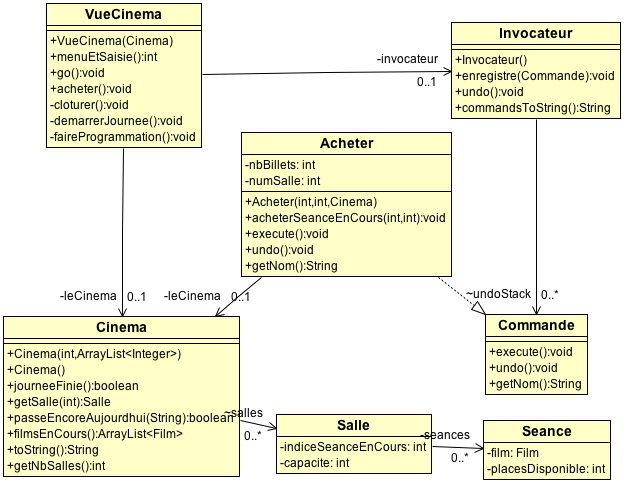 VueCinema
+VueCinema(Cinema)
+menuEtSaisie():int
+go():void
+acheter():void
-cloturer():void
-demarrerJournee():void
-faireProgrammation():void
-invocateur
0..1
Invocateur
+Invocateur()
+enregistre(Commande):void
+undo():void
+commandsToString():String
Acheter
-nbBillets: int
-numSalle: int
+Acheter(int,int,Cinema)
+acheterSeanceEnCours(int,int):void
+execute():void
+undo():void
+getNom():String
-leCinema
0..1
-leCinema
0..1
~undoStack
0..*
Cinema
+Cinema(int,ArrayList<Integer>)
+Cinema()
+journeeFinie():boolean
+getSalle(int):Salle
+passeEncoreAujourdhui(String):boolean
+filmsEnCours():ArrayList<Film>
+toString():String
+getNbSalles():int
Commande
+execute():void
+undo():void
+getNom():String
~salles
0..*
Salle
-indiceSeanceEnCours: int
-capacite: int
-seances
0..*
Seance
-film: Film
-placesDisponible: int